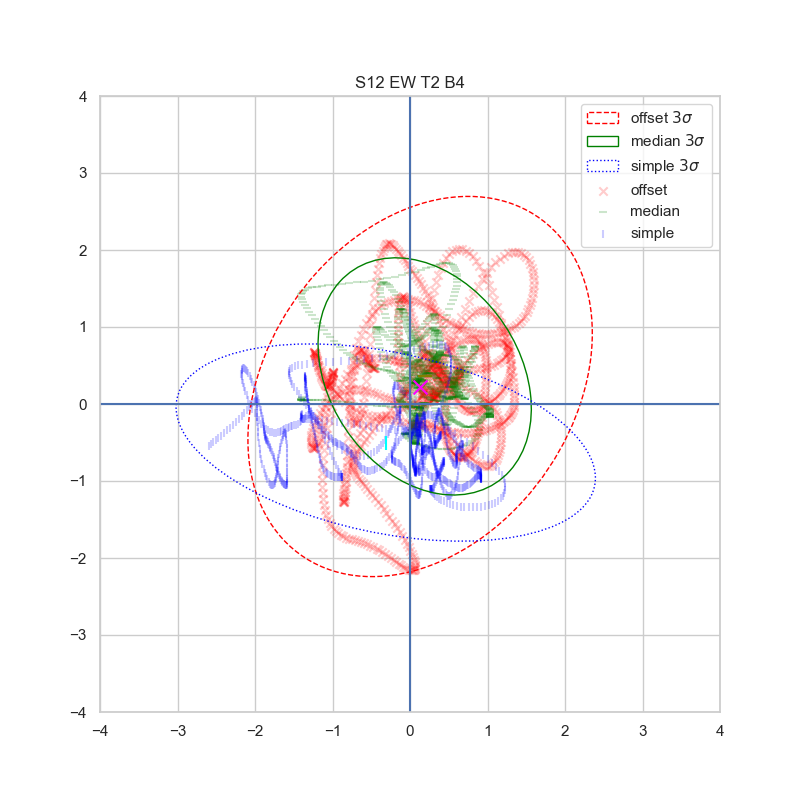 S12 EW T2 B4
4
3
2
1
0
−1
−2
−3
−4
−4
−3
−2
−1
0
1
2
3
4
offset 3σ
median 3σ
simple 3σ
offset
median
simple